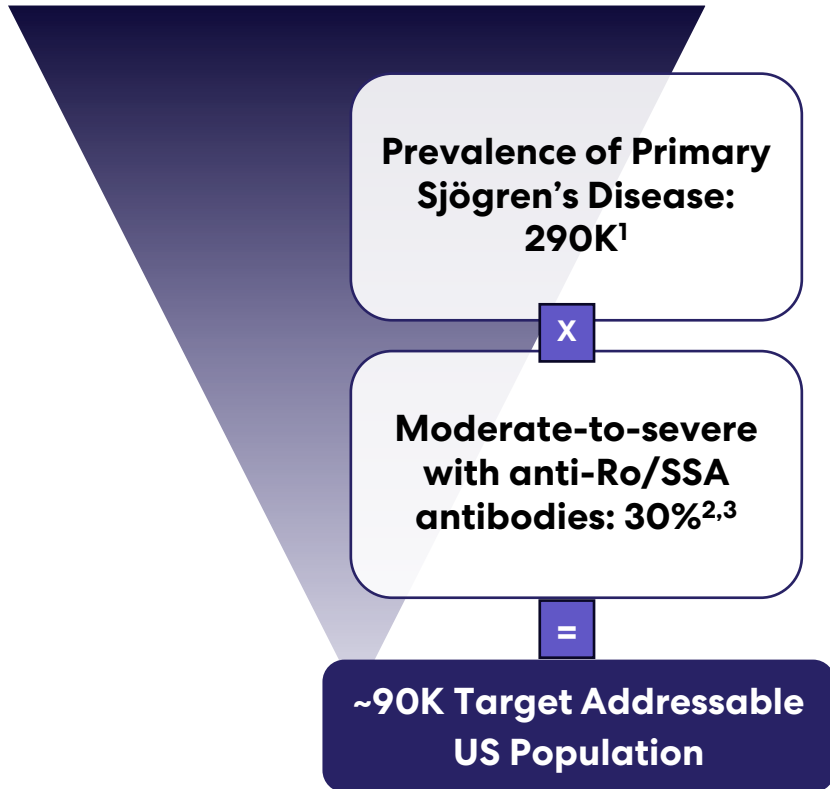 Prevalence of Primary
Sjögren’s Disease:
290K¹
X
Moderate-to-severe
with anti-Ro/SSA
antibodies: 30%²,³
=
~90K Target Addressable
US Population